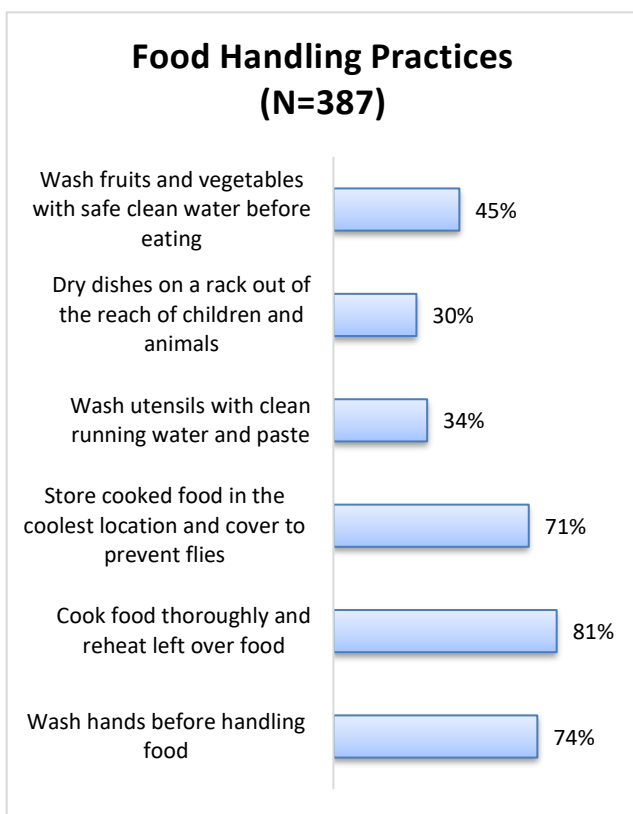 Food Handling Practices
(N=387)
Wash fruits and vegetables
with safe clean water before
eating
45%
Dry dishes on a rack out of
the reach of children and
animals
30%
Wash utensils with clean
running water and paste
34%
Store cooked food in the
coolest location and cover to
prevent flies
71%
Cook food thoroughly and
reheat left over food
81%
Wash hands before handling
food
74%